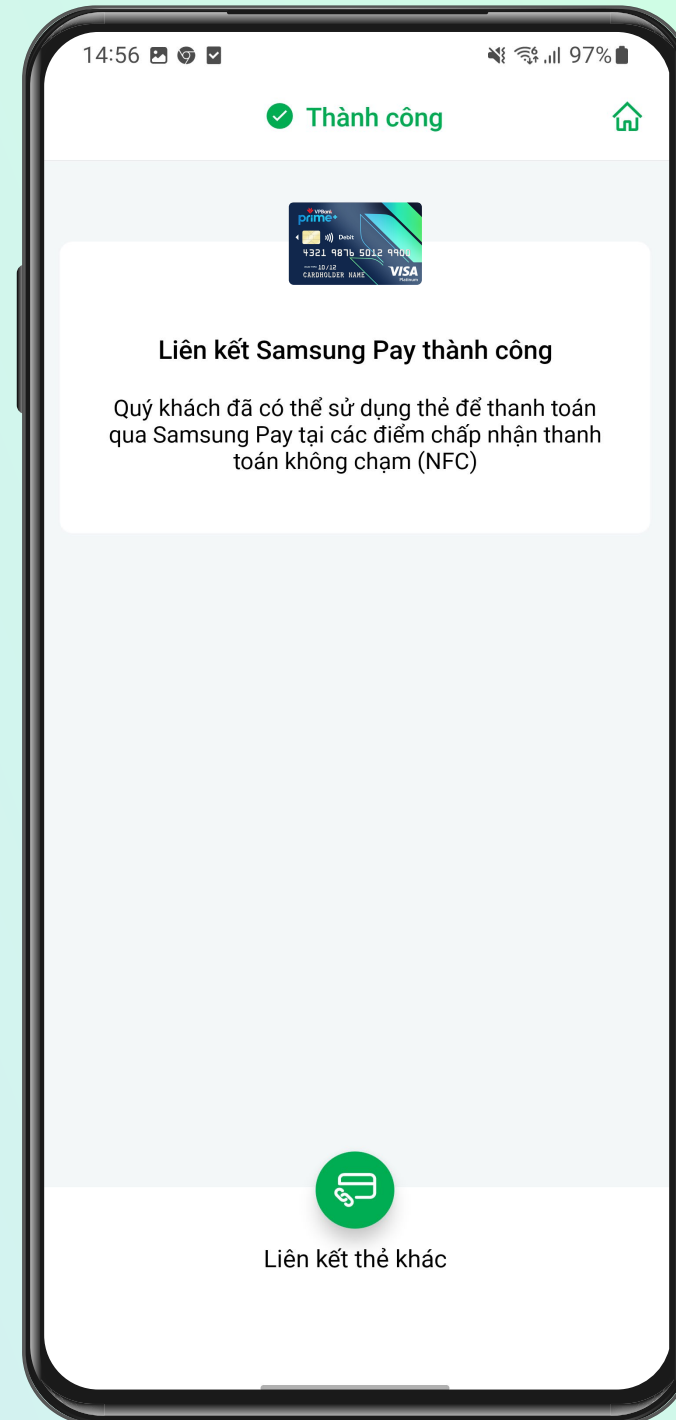 14:56
97%
Thành công
VPBank
prime+
Debit
4321 9876 5012 9900
10/12
CARDHOLDER NAME
VISA
Platinum
Liên kết Samsung Pay thành công
Quý khách đã có thể sử dụng thẻ để thanh toán
qua Samsung Pay tại các điểm chấp nhận thanh
toán không chạm (NFC)
Liên kết thẻ khác